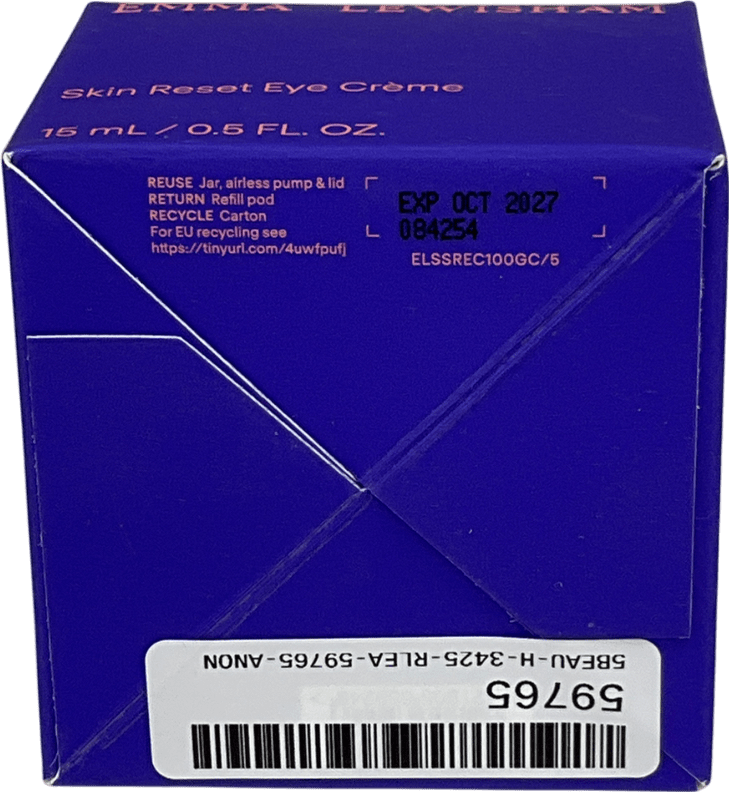 EMMA LEWISHAM
Skin Reset Eye Crème
15 mL / 0.5 FL. OZ.
REUSE Jar, airless pump & lid
RETURN Refill pod
RECYCLE Carton
For EU recycling see
https://tinyurl.com/4uwfpufj
EXP OCT 2027
084254
ELSSREC100GC/5
5BEAU-H-3425-RLEA-59765-ANON
59765